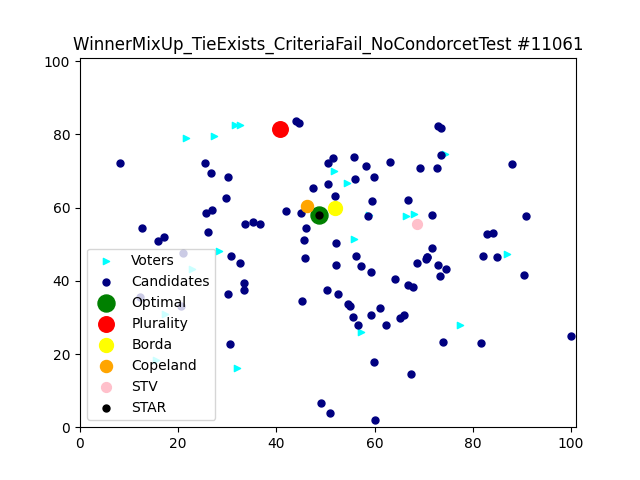 WinnerMixUp_TieExists_CriteriaFail_NoCondorcetTest #11061
100
80
60
40
20
0
Voters
Candidates
Optimal
Plurality
Borda
Copeland
STV
STAR
0 20 40 60 80 100